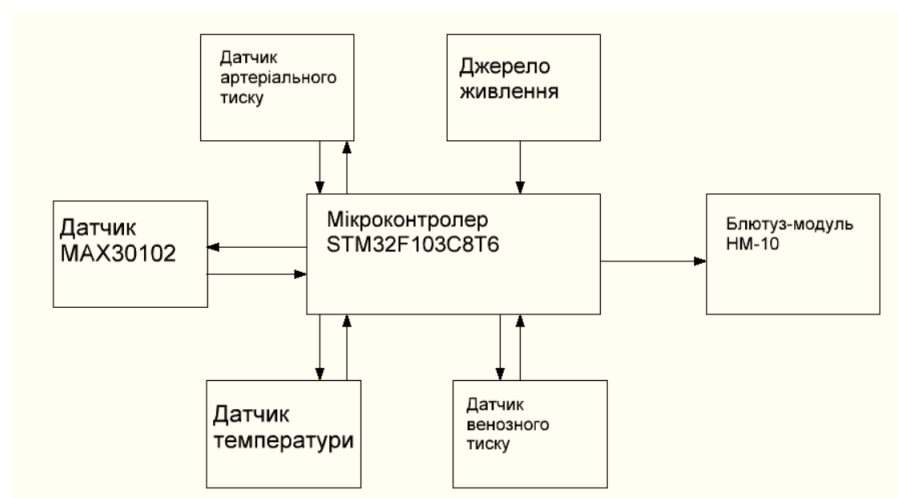 Датчик
артеріального
тиску
Джерело
живлення
Датчик
MAX30102
Мікроконтролер
STM32F103C8T6
Блютуз-модуль
HM-10
Датчик
температури
Датчик
венозного
тиску